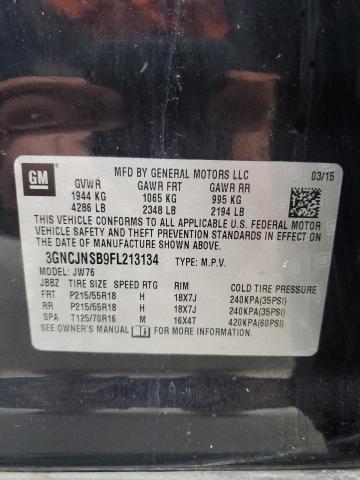 GM
MFD BY GENERAL MOTORS LLC 03/15
GVWR GAWR FRT GAWR RR
1944 KG 1065 KG 995 KG
4286 LB 2348 LB 2194 LB
THIS VEHICLE CONFORMS TO ALL APPLICABLE U.S. FEDERAL MOTOR
VEHICLE SAFETY AND THEFT PREVENTION STANDARDS IN EFFECT ON
THE DATE OF MANUFACTURE SHOWN ABOVE.
3GNCJNSB9FL213134 TYPE: M.P.V.
MODEL: JW76
JBBZ TIRE SIZE SPEED RTG RIM COLD TIRE PRESSURE
FRT P215/55R18 H 18X7J 240KPA(35PSI)
RR P215/55R18 H 18X7J 240KPA(35PSI)
SPA T125/70R16 M 16X4T 420KPA(60PSI)
SEE OWNER'S MANUAL FOR ADDITIONAL INFORMATION.